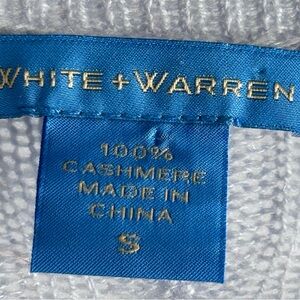 WHITE + WARREN
100%
CASHMERE
MADE IN
CHINA
S